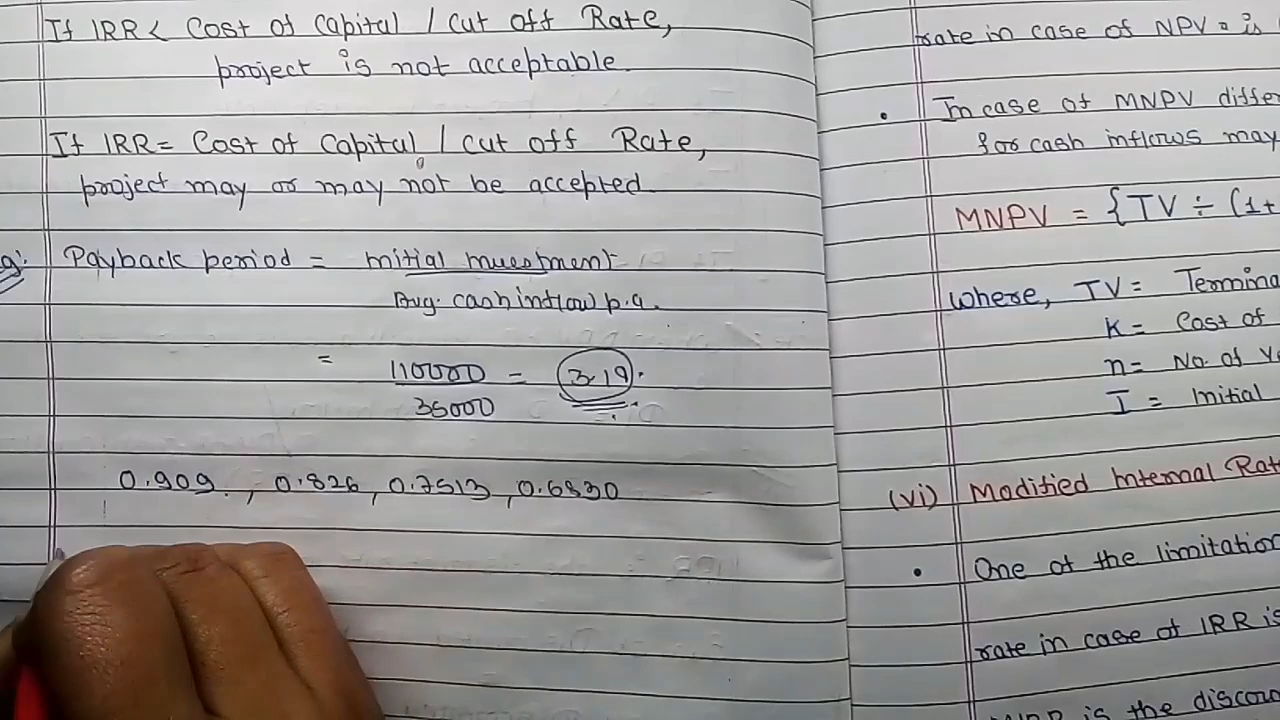 If IRR < Cost of Capital / Cut off Rate,
project is not acceptable.
If IRR = Cost of Capital / cut off Rate,
project may or may not be accepted
g: Payback period = Initial investment
Avg. cash inflow p.a.
= 110000 = 3.19.
35000
0.909, 0.826, 0.7513, 0.6830
rate in case of NPV is
• In case of MNPV differ
for cash inflows may
MNPV = {TV ÷ (1+
where, TV = Termina
K = Cost of
n = No. of Ye
I = Initial
(vi) Modified Internal Rat
• One of the limitation
rate in case of IRR is
is the discou